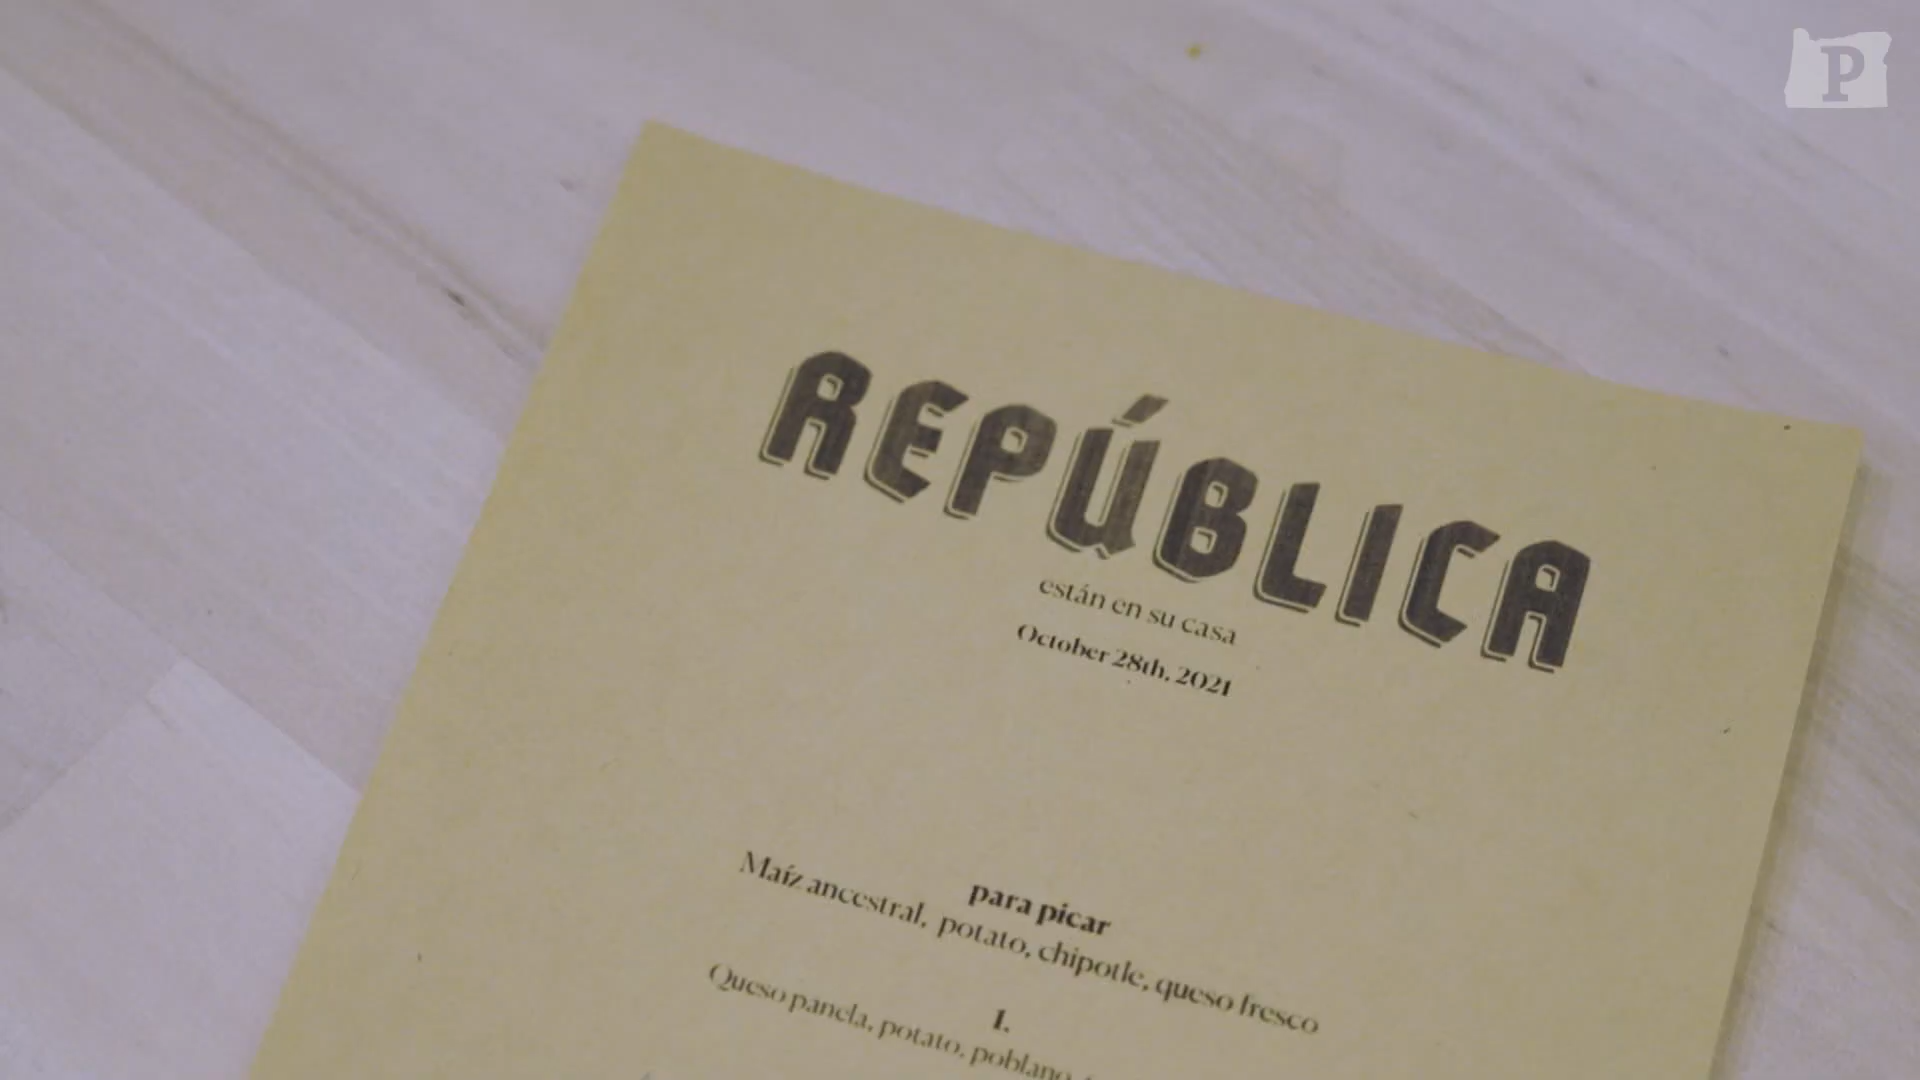 P
REPÚBLICA
están en su casa
October 28th, 2021
para picar
Maíz ancestral, potato, chipotle, queso fresco
1.
Queso panela, potato, poblano,